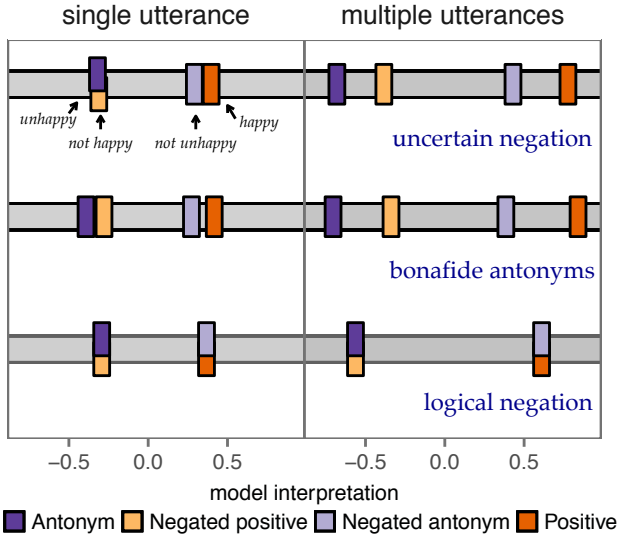 single utterance multiple utterances
unhappy
not happy
not unhappy
happy
uncertain negation
bonafide antonyms
logical negation
−0.5 0.0 0.5 −0.5 0.0 0.5
model interpretation
Antonym Negated positive Negated antonym Positive